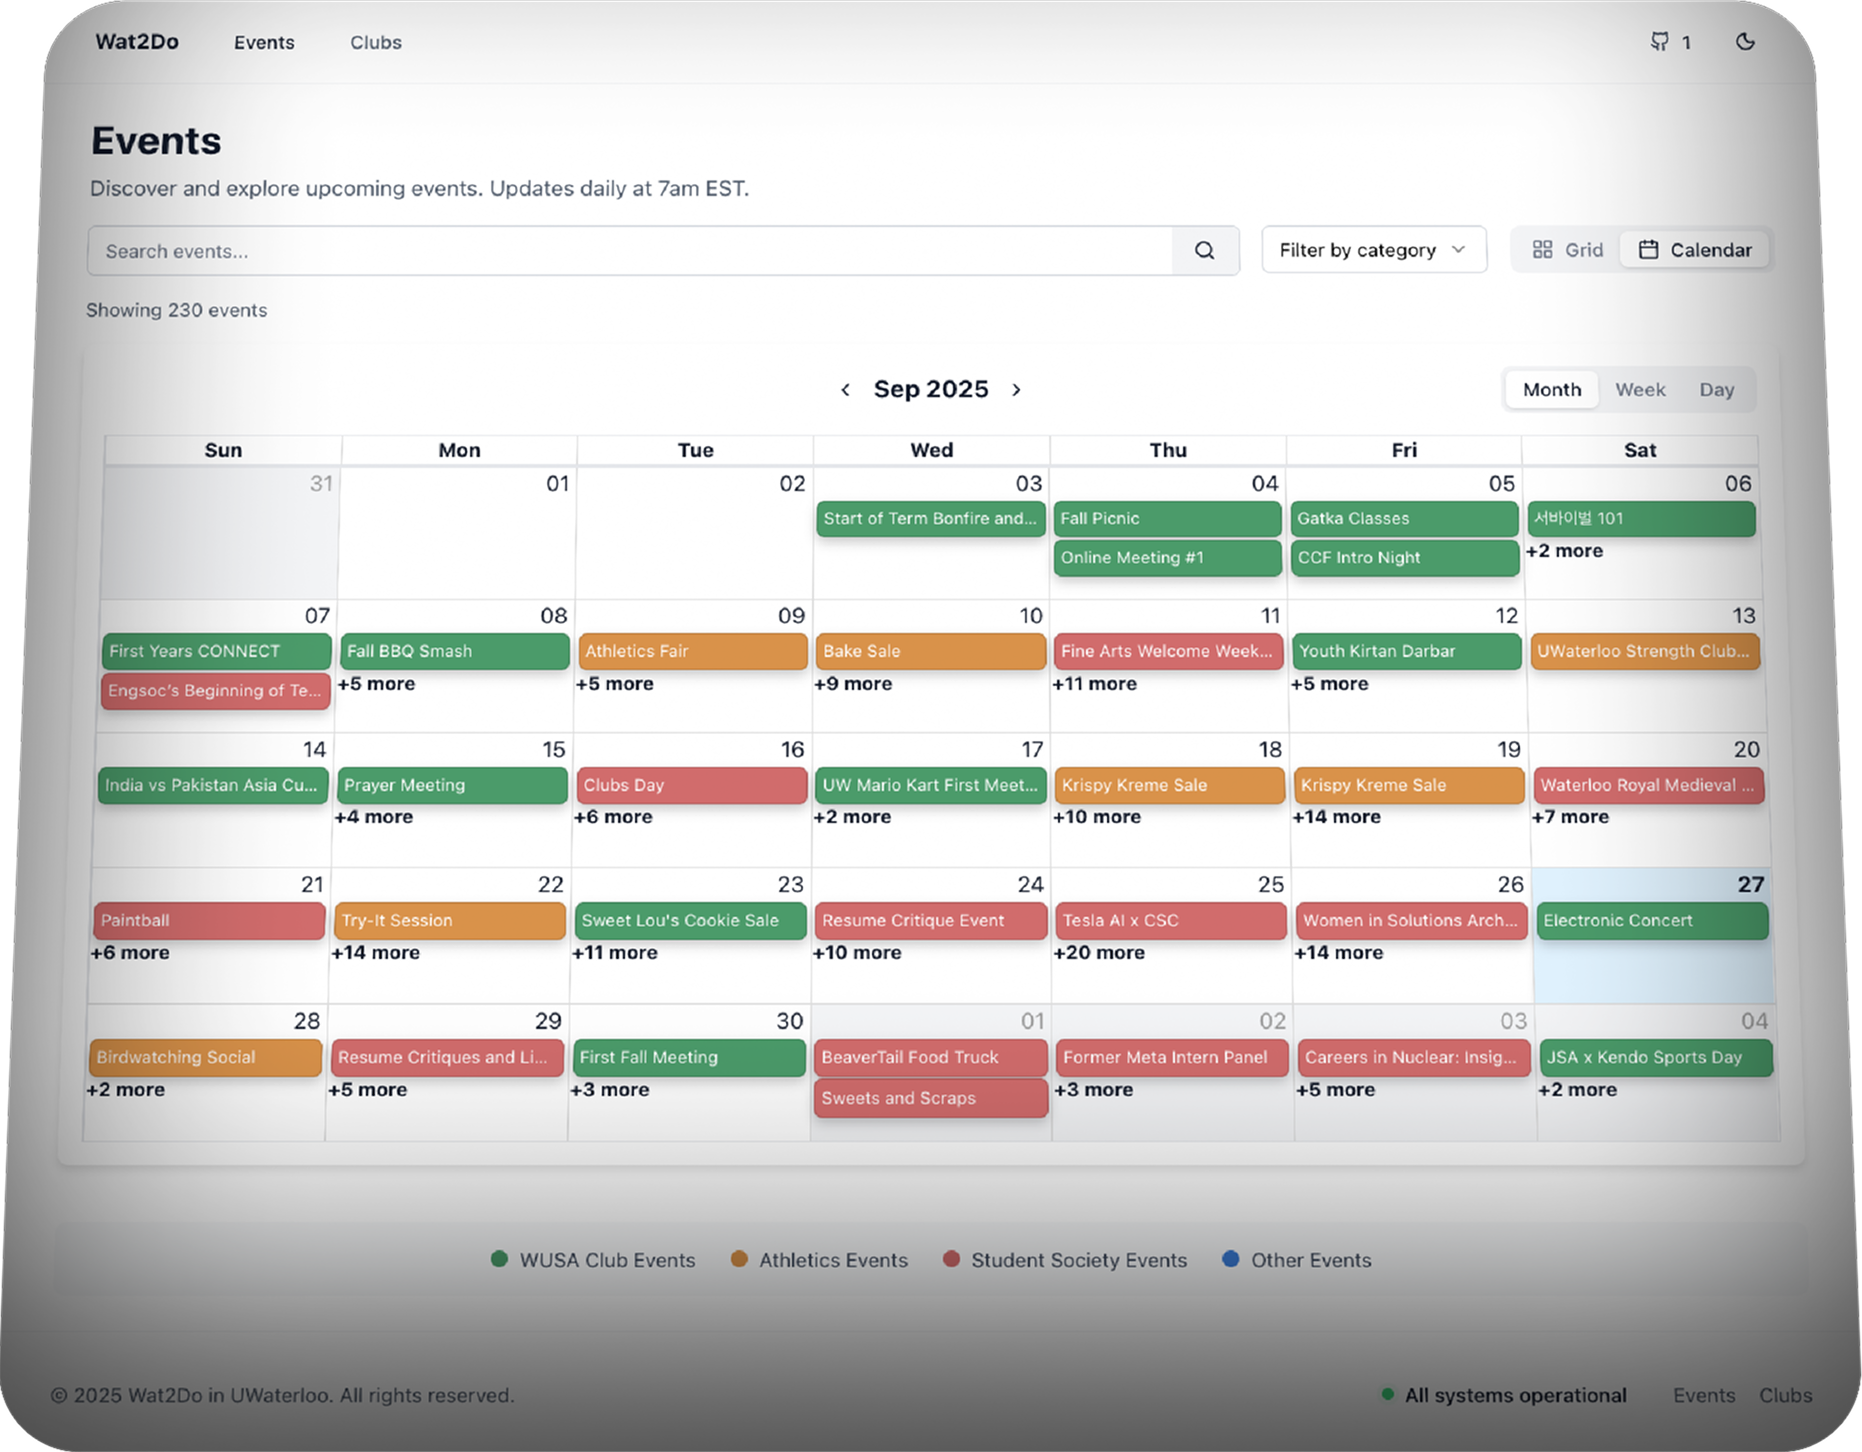 Wat2Do Events Clubs 1
Events
Discover and explore upcoming events. Updates daily at 7am EST.
Search events... Filter by category Grid Calendar
Showing 230 events
Sep 2025 Month Week Day
Sun Mon Tue Wed Thu Fri Sat
31 01 02 03 04 05 06
Start of Term Bonfire and... Fall Picnic Gatka Classes 서바이벌 101
Online Meeting #1 CCF Intro Night +2 more
07 08 09 10 11 12 13
First Years CONNECT Fall BBQ Smash Athletics Fair Bake Sale Fine Arts Welcome Week... Youth Kirtan Darbar UWaterloo Strength Club...
Engsoc's Beginning of Te... +5 more +5 more +9 more +11 more +5 more
14 15 16 17 18 19 20
India vs Pakistan Asia Cu... Prayer Meeting Clubs Day UW Mario Kart First Meet... Krispy Kreme Sale Krispy Kreme Sale Waterloo Royal Medieval ...
+4 more +6 more +2 more +10 more +14 more +7 more
21 22 23 24 25 26 27
Paintball Try-It Session Sweet Lou's Cookie Sale Resume Critique Event Tesla AI x CSC Women in Solutions Arch... Electronic Concert
+6 more +14 more +11 more +10 more +20 more +14 more
28 29 30 01 02 03 04
Birdwatching Social Resume Critiques and Li... First Fall Meeting BeaverTail Food Truck Former Meta Intern Panel Careers in Nuclear: Insig... JSA x Kendo Sports Day
+2 more +5 more +3 more Sweets and Scraps +3 more +5 more +2 more
WUSA Club Events Athletics Events Student Society Events Other Events
© 2025 Wat2Do in UWaterloo. All rights reserved. All systems operational Events Clubs